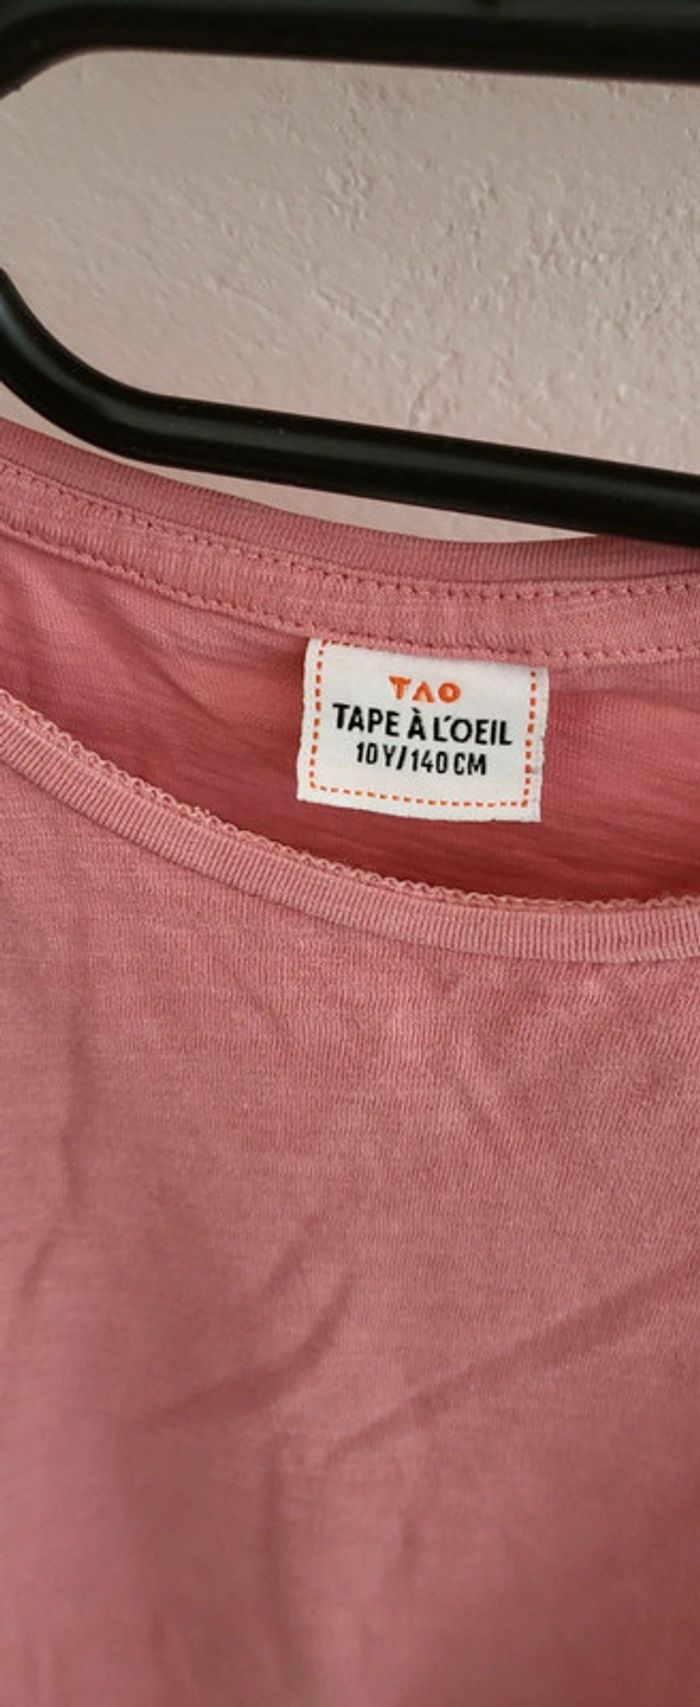 TAO
TAPE À L'OEIL
10Y/140CM